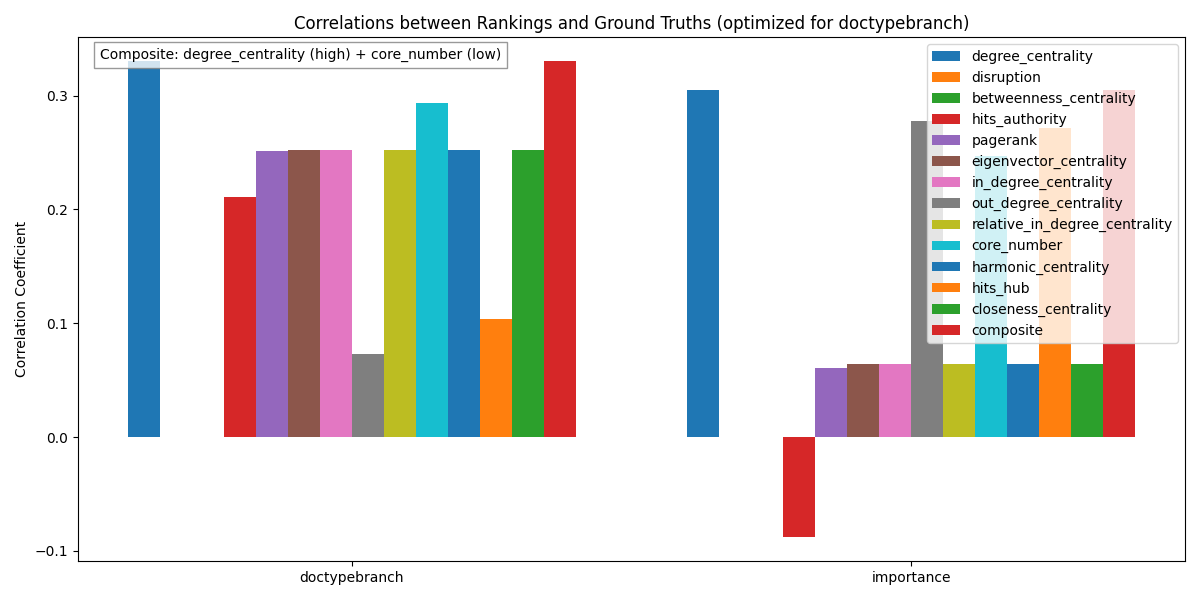 Correlations between Rankings and Ground Truths (optimized for doctypebranch)
Composite: degree_centrality (high) + core_number (low)
degree_centrality
disruption
betweenness_centrality
hits_authority
pagerank
eigenvector_centrality
in_degree_centrality
out_degree_centrality
relative_in_degree_centrality
core_number
harmonic_centrality
hits_hub
closeness_centrality
composite
Correlation Coefficient
0.3
0.2
0.1
0.0
−0.1
doctypebranch
importance